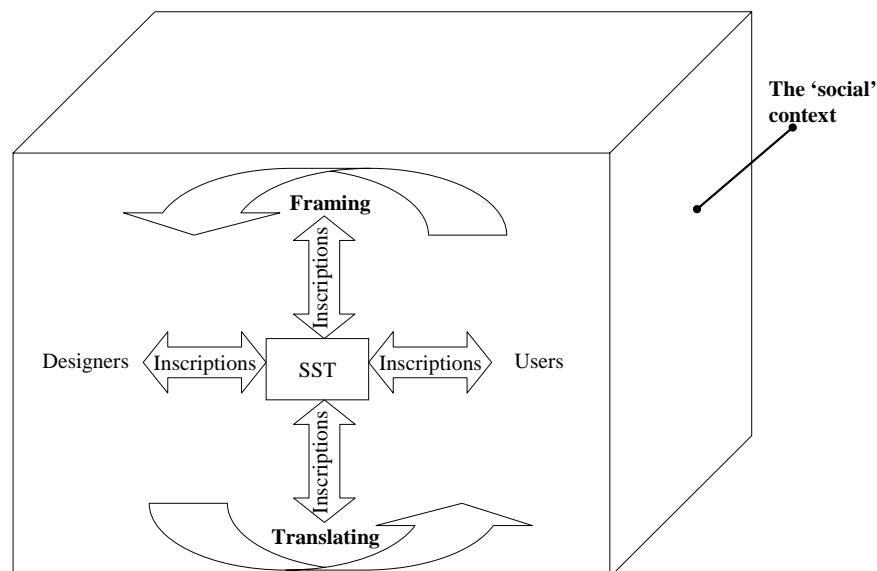 The ‘social’
context
Framing
Inscriptions
Designers
Inscriptions
SST
Inscriptions
Users
Inscriptions
Translating